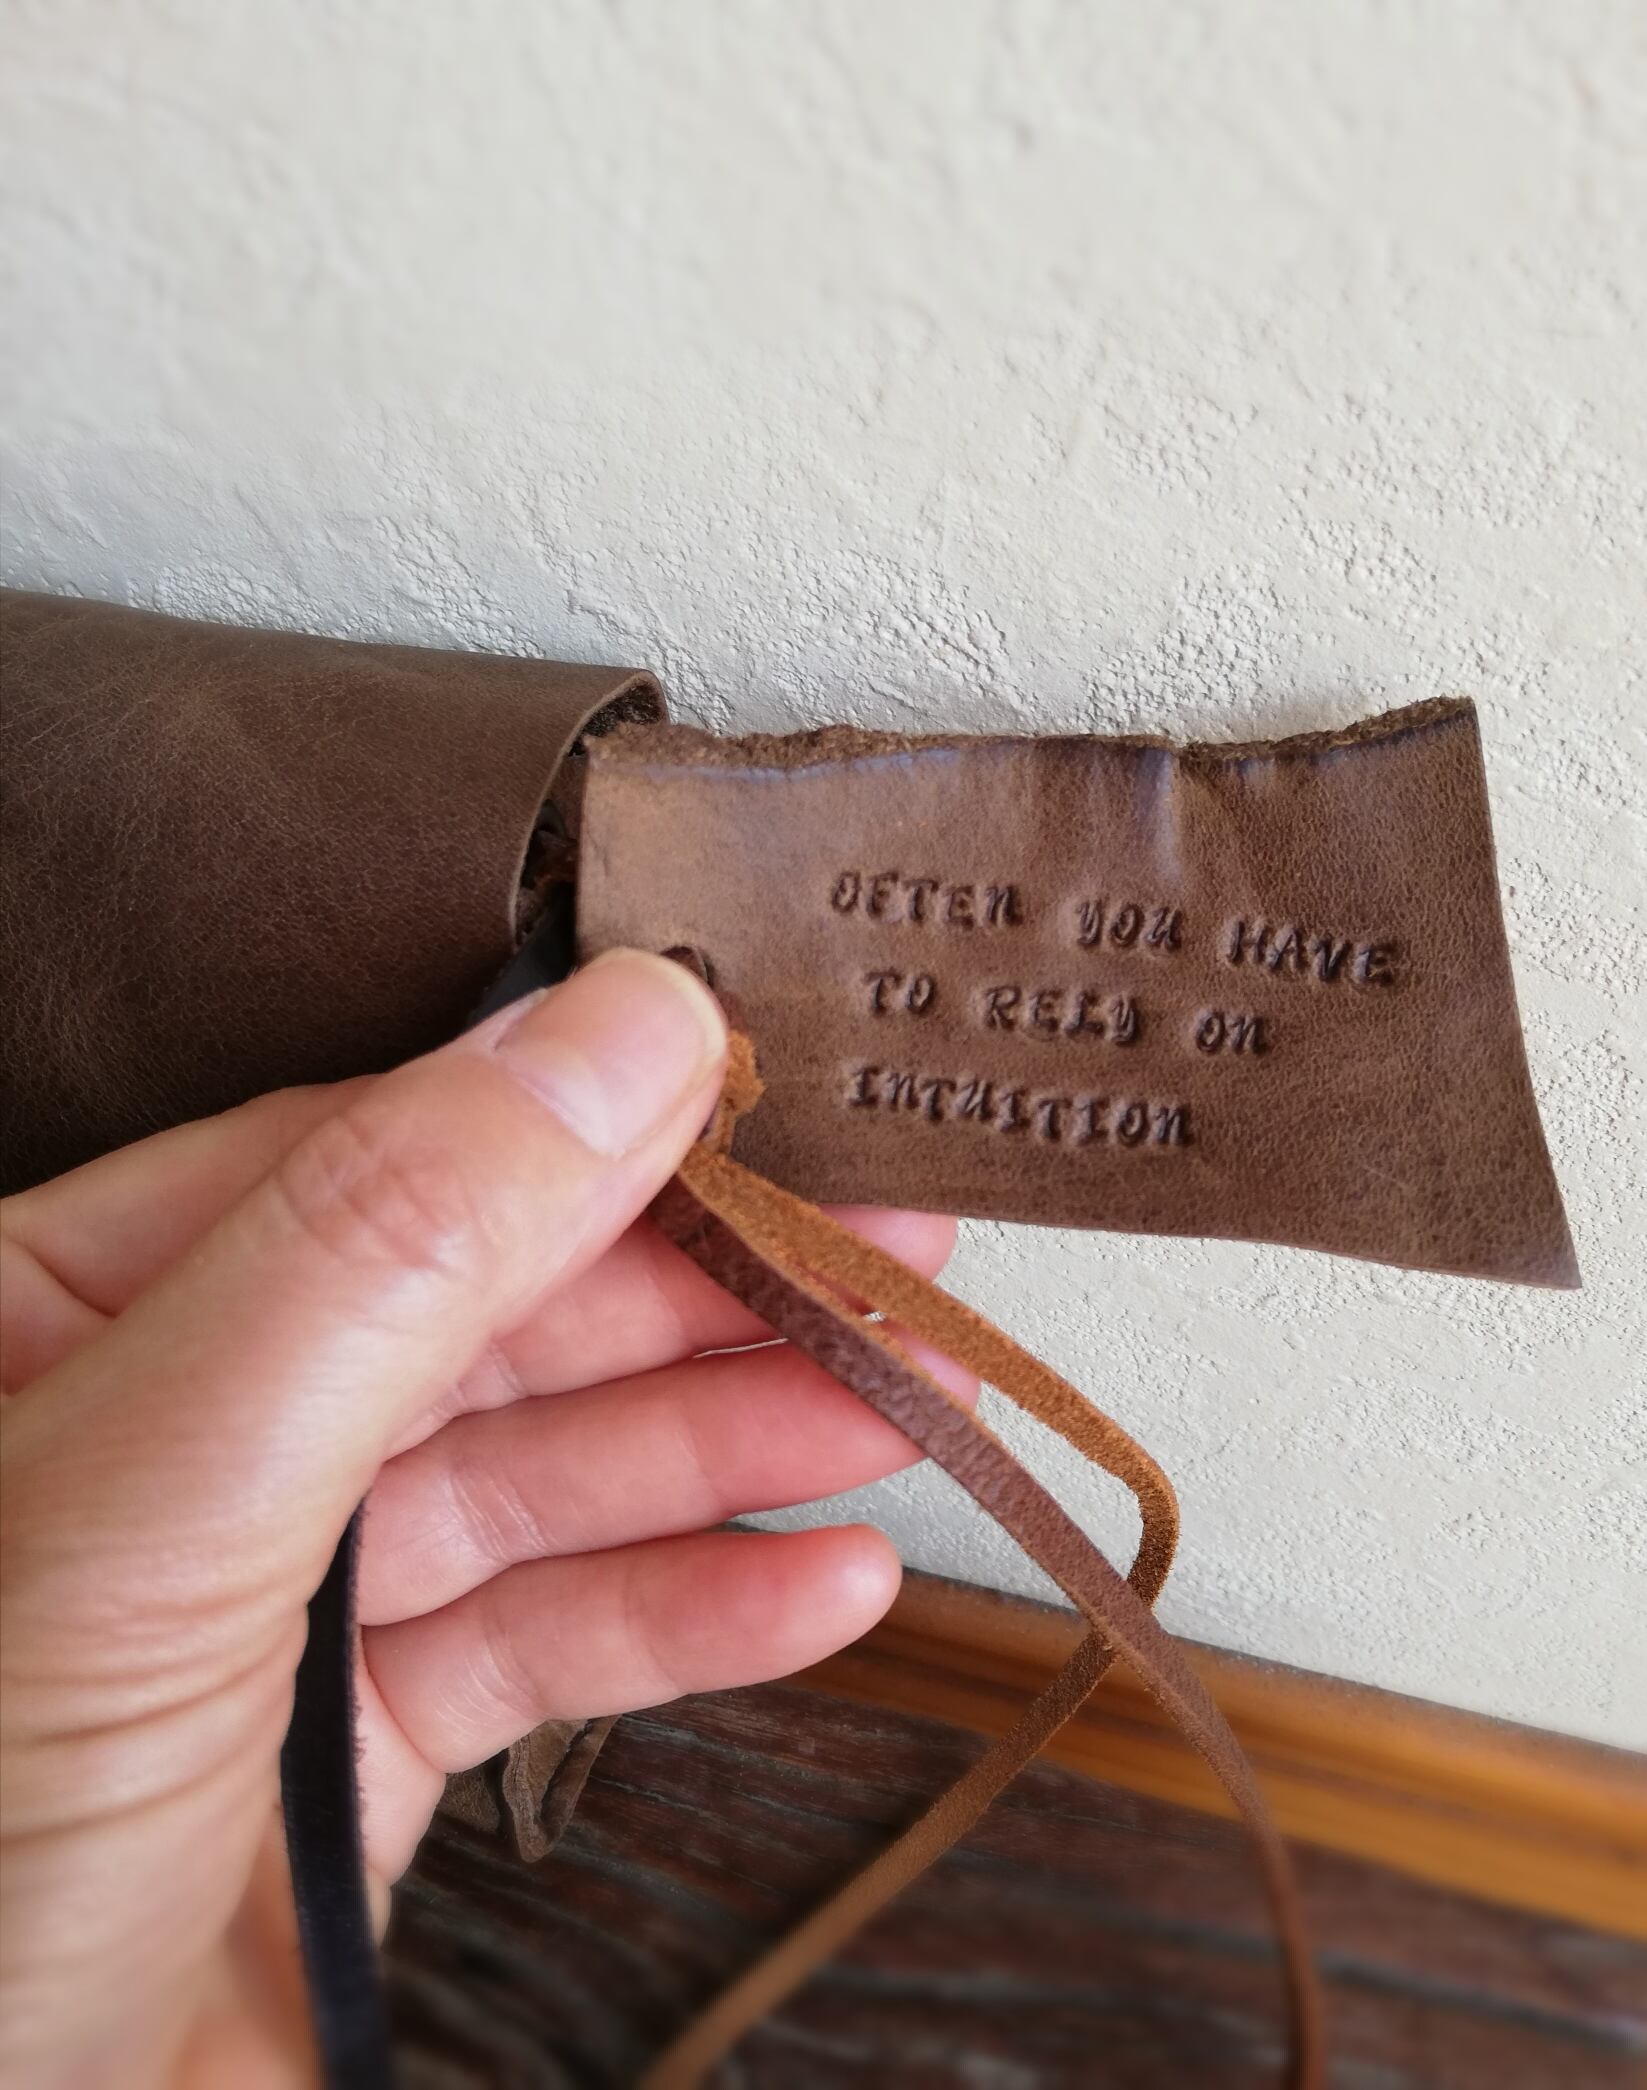 OFTEN YOU HAVE
TO RELY ON
INTUITION